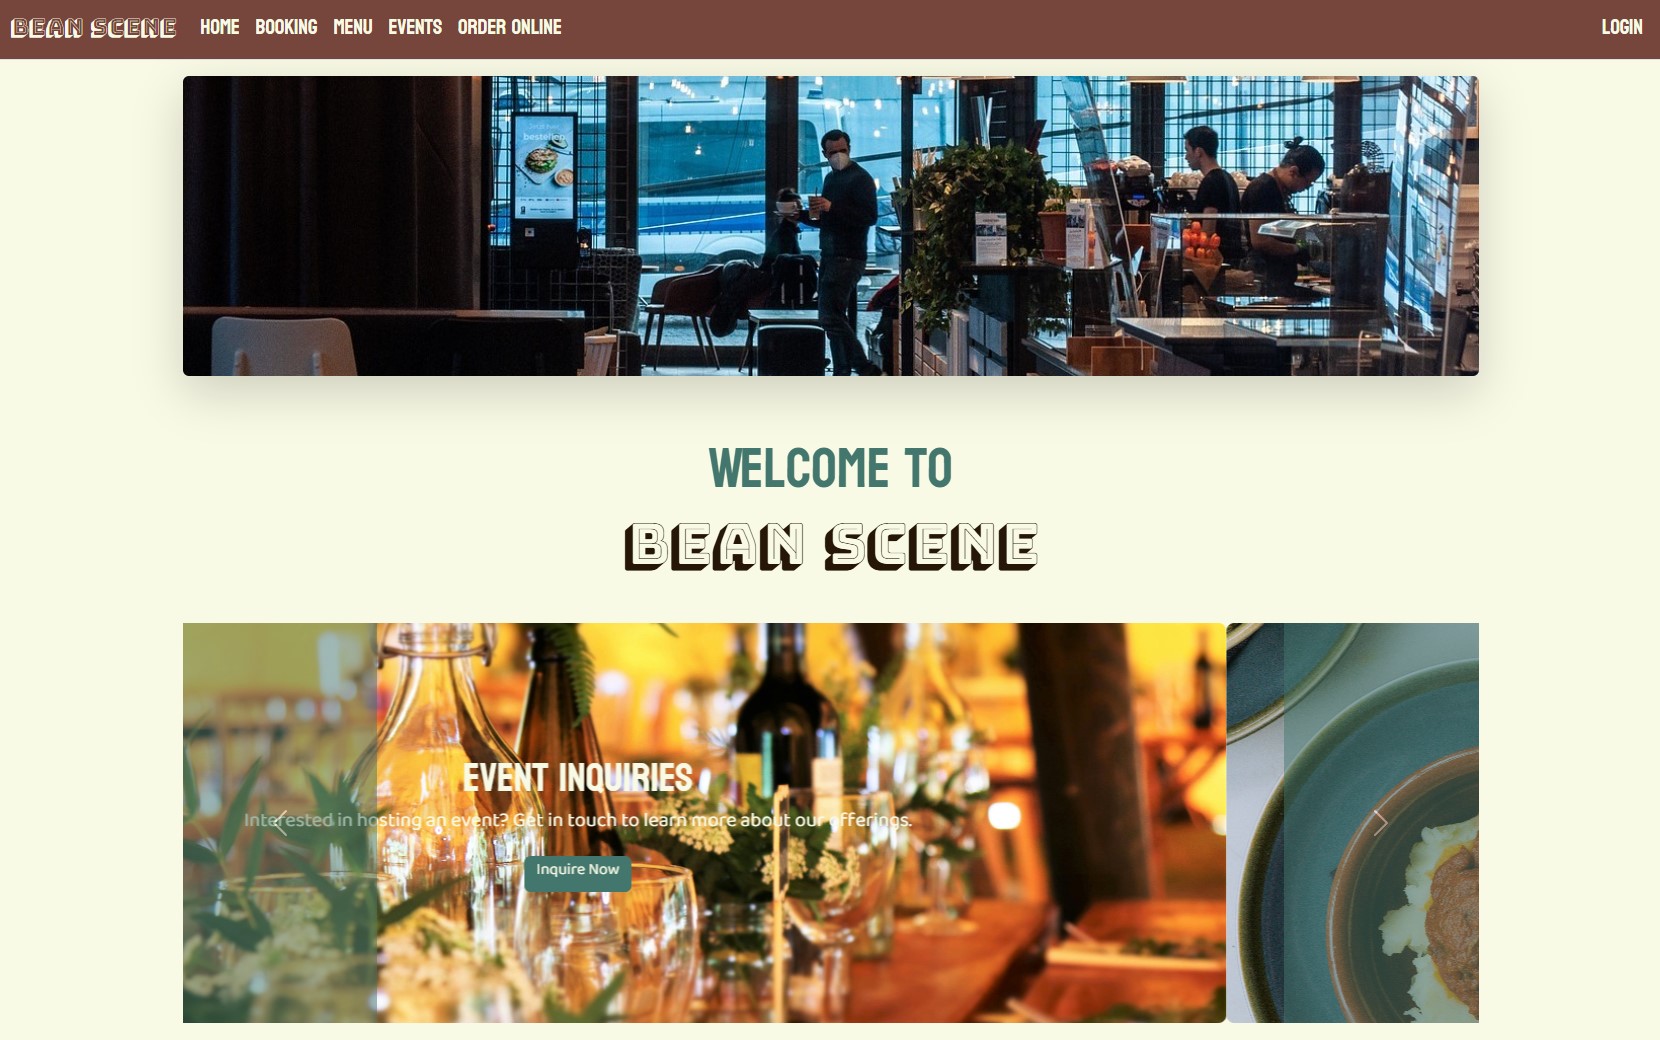 BEAN SCENE HOME BOOKING MENU EVENTS ORDER ONLINE LOGIN
bestellen
WELCOME TO
BEAN SCENE
EVENT INQUIRIES
Interested in hosting an event? Get in touch to learn more about our offerings.
Inquire Now